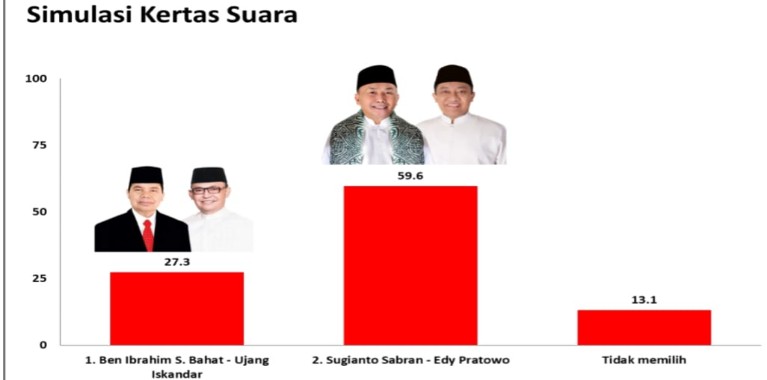 Simulasi Kertas Suara
100
75
50
25
0
27.3
59.6
13.1
1. Ben Ibrahim S. Bahat - Ujang
Iskandar
2. Sugianto Sabran - Edy Pratowo
Tidak memilih